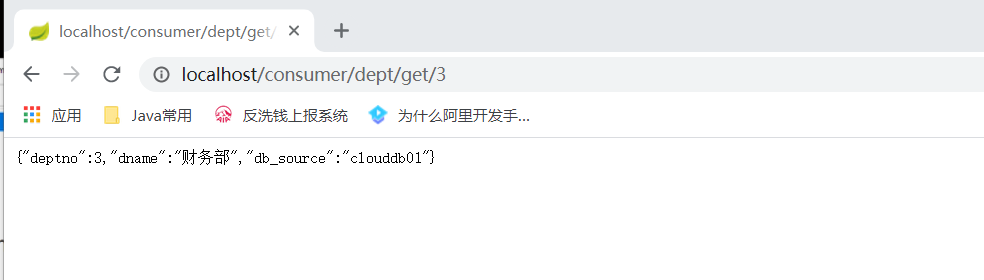 localhost/consumer/dept/get/
localhost/consumer/dept/get/3
应用 Java常用 反洗钱上报系统 为什么阿里开发手...
{"deptno":3,"dname":"财务部","db_source":"clouddb01"}